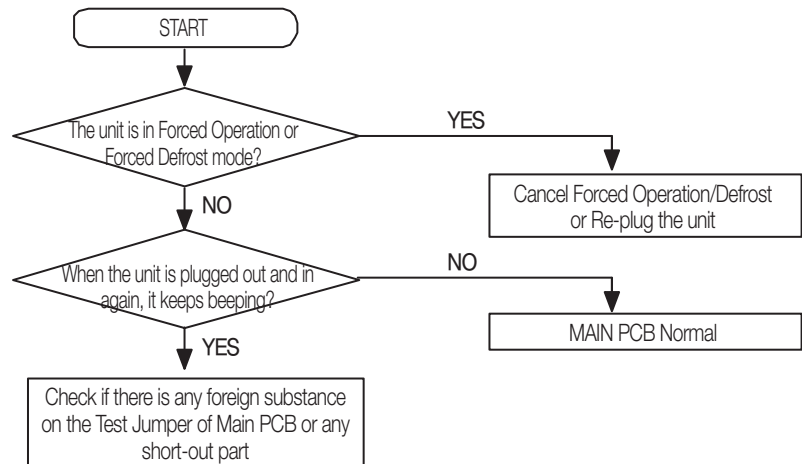 START
The unit is in Forced Operation or
Forced Defrost mode?
YES
Cancel Forced Operation/Defrost
or Re-plug the unit
NO
When the unit is plugged out and in
again, it keeps beeping?
NO
MAIN PCB Normal
YES
Check if there is any foreign substance
on the Test Jumper of Main PCB or any
short-out part